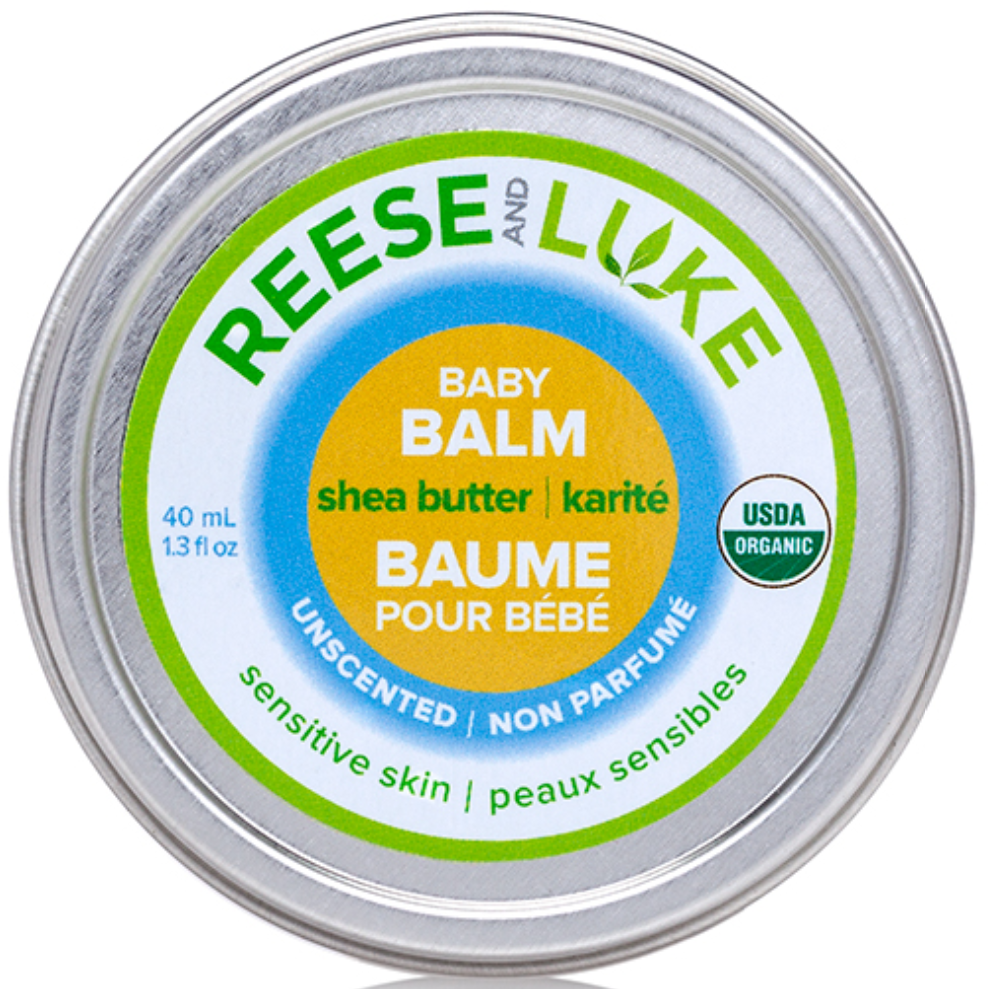 REESE AND LUKE
BABY
BALM
shea butter | karité
BAUME
POUR BÉBÉ
UNSCENTED | NON PARFUMÉ
sensitive skin | peaux sensibles
40 mL
1.3 fl oz
USDA
ORGANIC